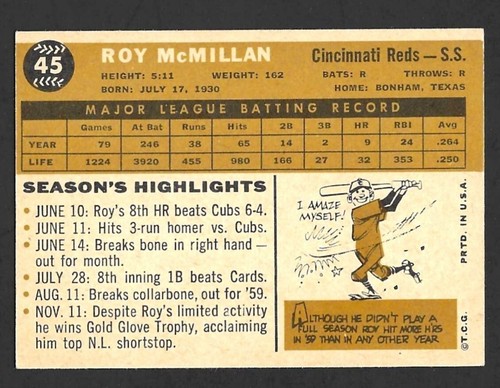 45
ROY McMILLAN Cincinnati Reds — S.S.
HEIGHT: 5:11 WEIGHT: 162 BATS: R THROWS: R
BORN: JULY 17, 1930 HOME: BONHAM, TEXAS
MAJOR LEAGUE BATTING RECORD
Games At Bat Runs Hits 2B 3B HR RBI Avg
YEAR 79 246 38 65 14 2 9 24 .264
LIFE 1224 3920 455 980 166 27 32 353 .250
SEASON'S HIGHLIGHTS
• JUNE 10: Roy's 8th HR beats Cubs 6-4.
• JUNE 11: Hits 3-run homer vs. Cubs.
• JUNE 14: Breaks bone in right hand —
out for month.
• JULY 28: 8th inning 1B beats Cards.
• AUG. 11: Breaks collarbone, out for '59.
• NOV. 11: Despite Roy's limited activity
he wins Gold Glove Trophy, acclaiming
him top N.L. shortstop.
I AMAZE
MYSELF!
ALTHOUGH HE DIDN'T PLAY A
FULL SEASON ROY HIT MORE H'RS
IN '59 THAN IN ANY OTHER YEAR
©T.C.G. PRTD. IN U.S.A.